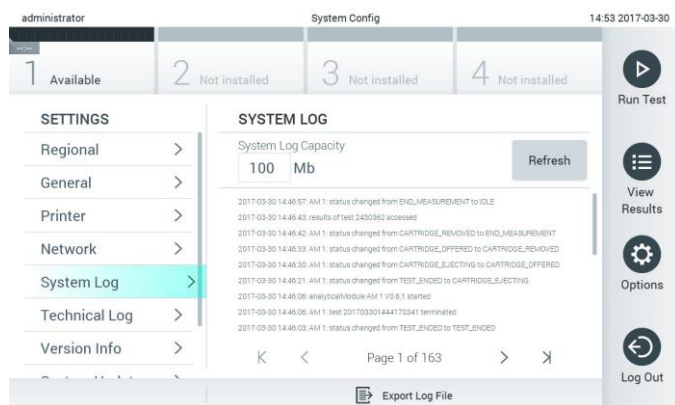 administrator System Config 14:53 2017-03-30
--:--
1 Available 2 Not installed 3 Not installed 4 Not installed
Run Test
SETTINGS
Regional
General
Printer
Network
System Log
Technical Log
Version Info
SYSTEM LOG
System Log Capacity
100 Mb
Refresh
2017-03-30 14:46:57: AM 1: status changed from END_MEASUREMENT to IDLE
2017-03-30 14:46:43: results of test 2430362 accessed
2017-03-30 14:46:42: AM 1: status changed from CARTRIDGE_REMOVED to END_MEASUREMENT
2017-03-30 14:46:33: AM 1: status changed from CARTRIDGE_OFFERED to CARTRIDGE_REMOVED
2017-03-30 14:46:30: AM 1: status changed from CARTRIDGE_EJECTING to CARTRIDGE_OFFERED
2017-03-30 14:46:21: AM 1: status changed from TEST_ENDED to CARTRIDGE_EJECTING
2017-03-30 14:46:06: analyticalModule AM 1 V0.6.1 started
2017-03-30 14:46:06: AM 1: test 201703301444170341 terminated
2017-03-30 14:46:03: AM 1: status changed from TEST_ENDED to TEST_ENDED
Page 1 of 163
Export Log File
View
Results
Options
Log Out